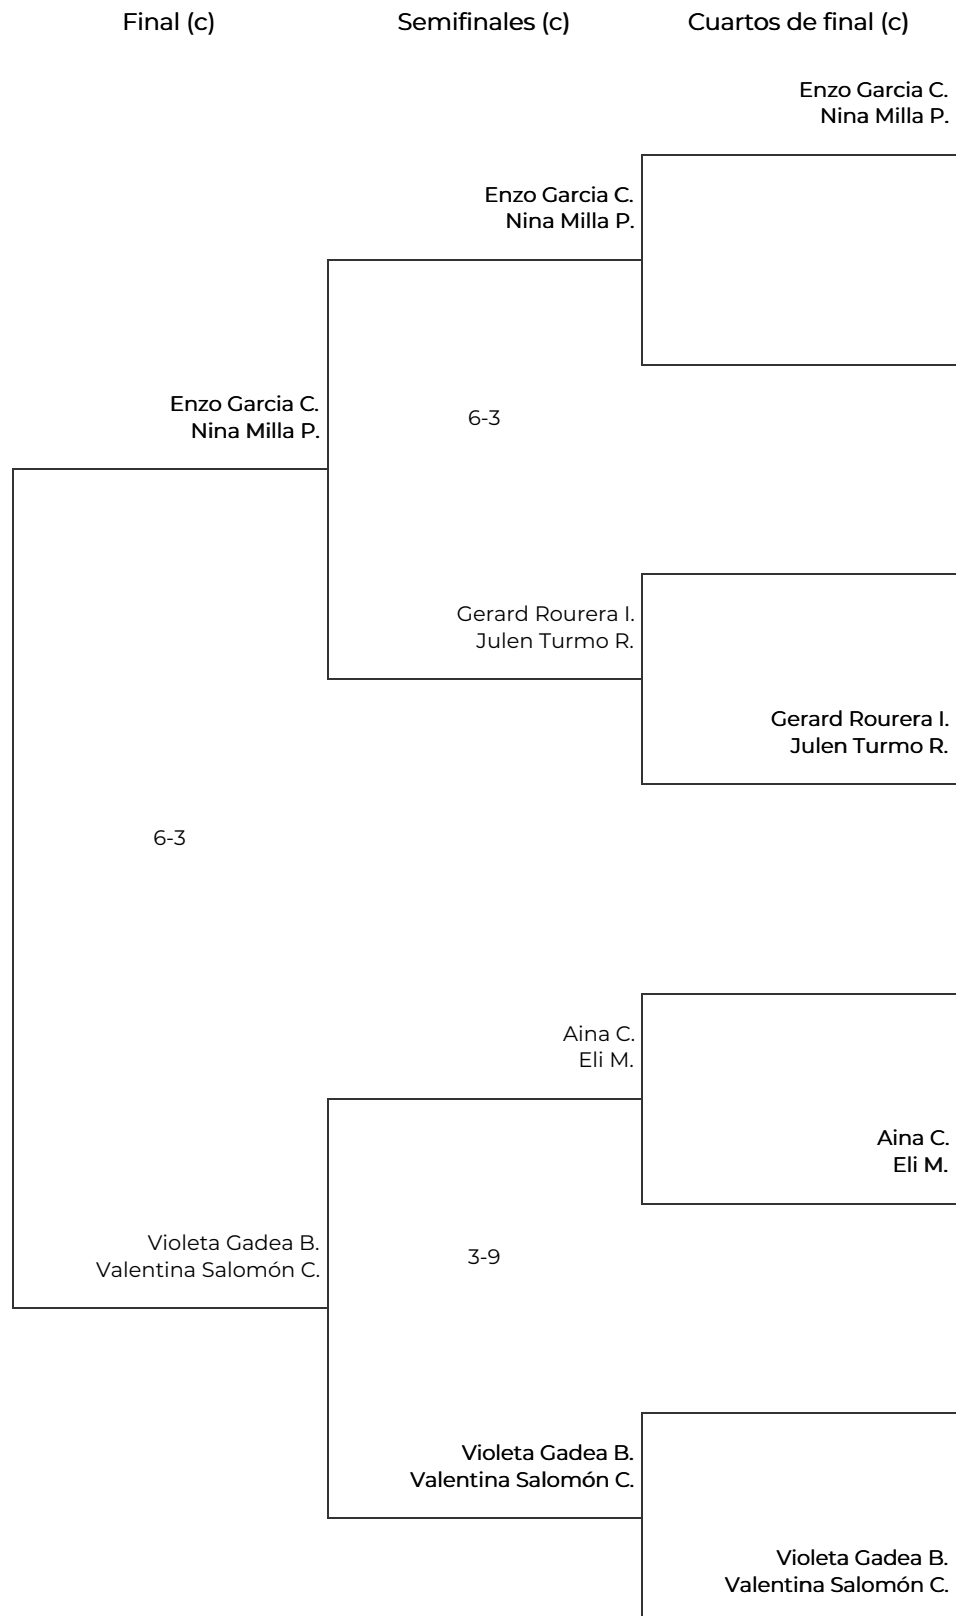 Final (c)
Semifinales (c)
Cuartos de final (c)
Enzo Garcia C.
Nina Milla P.
Enzo Garcia C.
Nina Milla P.
Enzo Garcia C.
Nina Milla P.
6-3
Gerard Rourera I.
Julen Turmo R.
Gerard Rourera I.
Julen Turmo R.
6-3
Aina C.
Eli M.
Aina C.
Eli M.
Violeta Gadea B.
Valentina Salomón C.
3-9
Violeta Gadea B.
Valentina Salomón C.
Violeta Gadea B.
Valentina Salomón C.